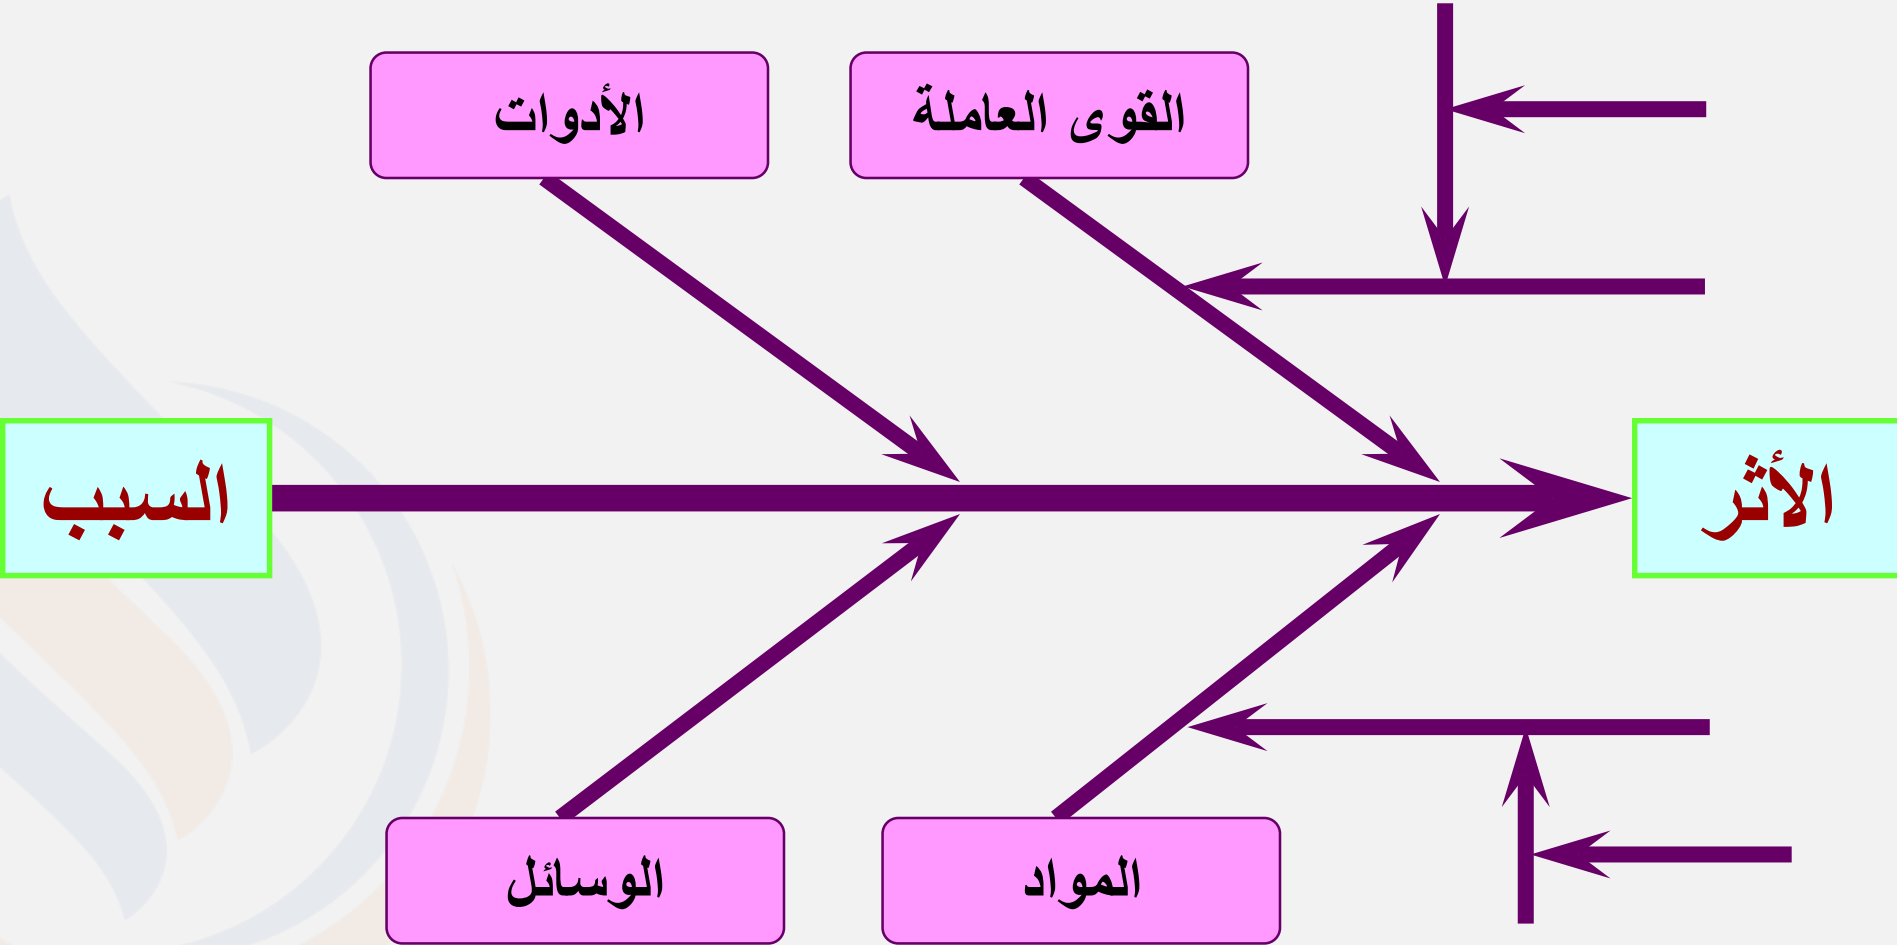 القوى العاملة
الأدوات
الأثر
السبب
المواد
الوسائل